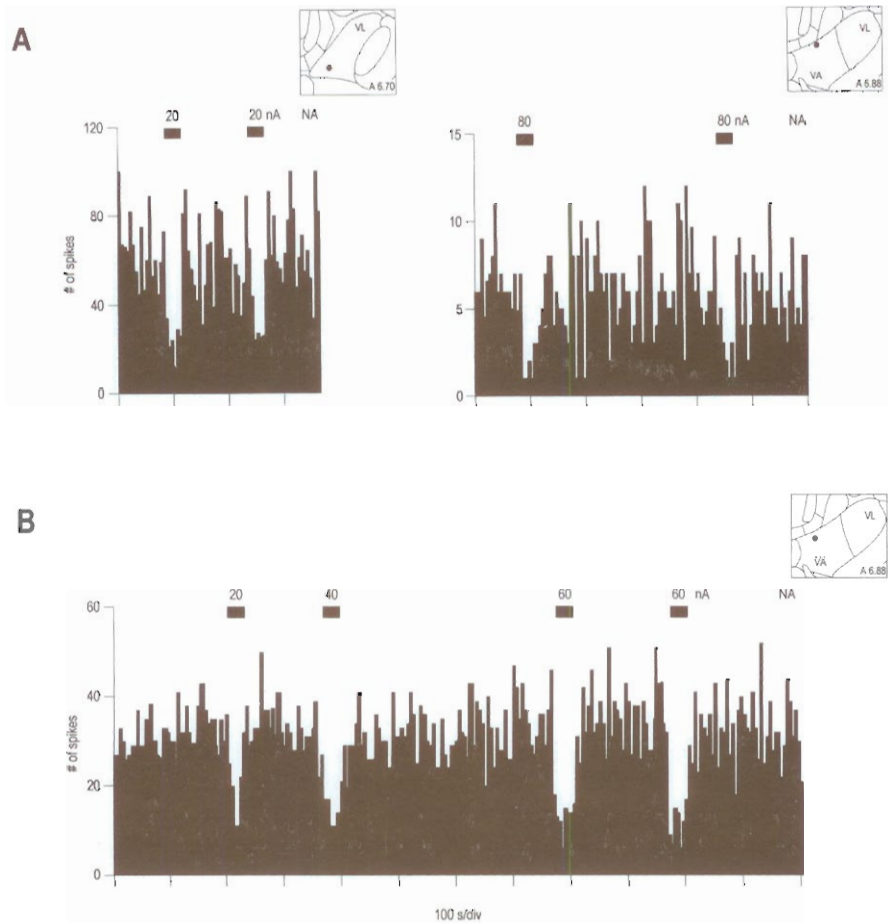 A
VL
A 6.70
VL
VA
A 6.88
20 20 nA NA
80 80 nA NA
120
80
40
0
# of spikes
15
10
5
0
B
VL
VA
A 6.88
20 40 60 60 nA NA
60
40
20
0
# of spikes
100 s/div